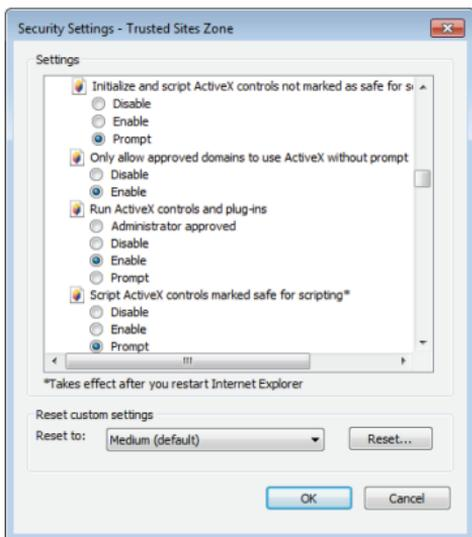 Security Settings - Trusted Sites Zone
Settings
Initialize and script ActiveX controls not marked as safe for s
Disable
Enable
Prompt
Only allow approved domains to use ActiveX without prompt
Disable
Enable
Run ActiveX controls and plug-ins
Administrator approved
Disable
Enable
Prompt
Script ActiveX controls marked safe for scripting*
Disable
Enable
Prompt
*Takes effect after you restart Internet Explorer
Reset custom settings
Reset to: Medium (default) Reset...
OK Cancel